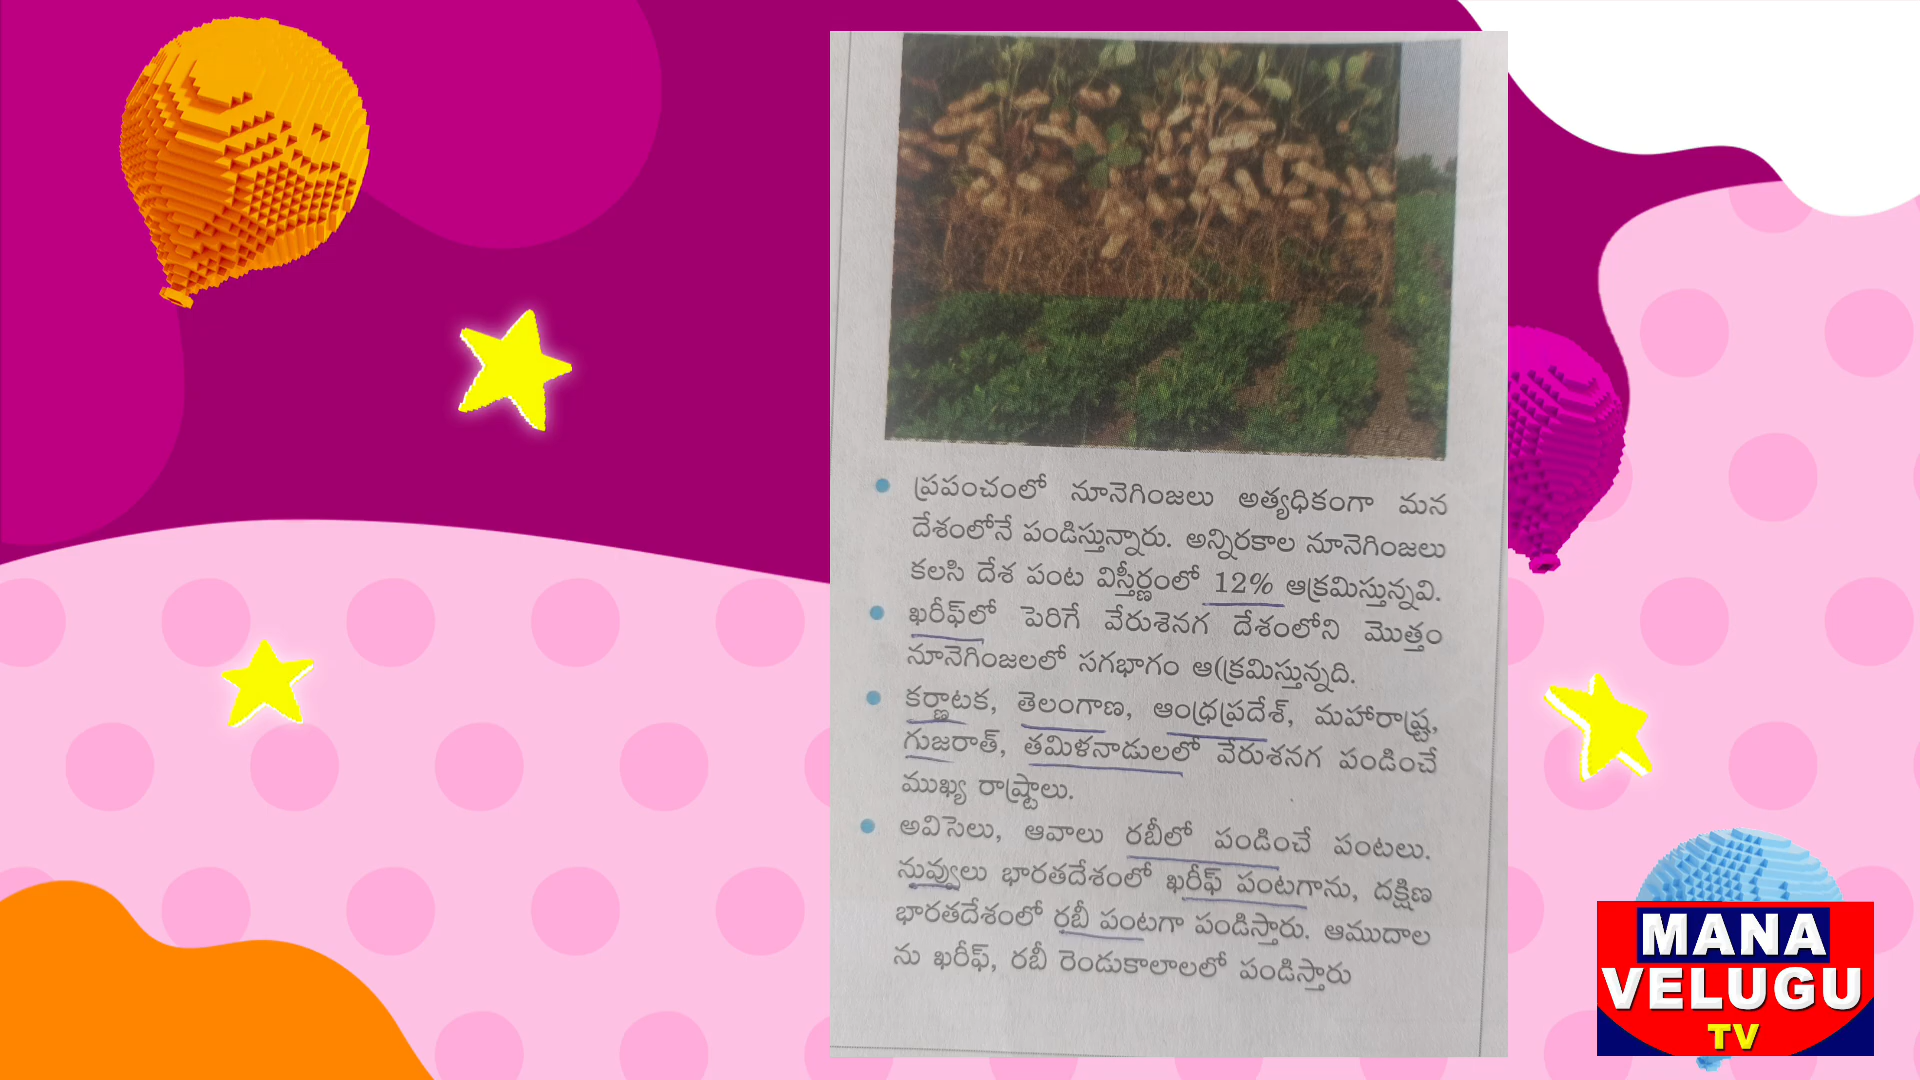 ప్రపంచంలో నూనెగింజలు అత్యధికంగా మన
దేశంలోనే పండిస్తున్నారు. అన్నిరకాల నూనెగింజలు
కలసి దేశ పంట విస్తీర్ణంలో 12% ఆక్రమిస్తున్నవి.
ఖరీఫ్‌లో పెరిగే వేరుశెనగ దేశంలోని మొత్తం
నూనెగింజలలో సగభాగం ఆ(క్రమిస్తున్నది.
కర్ణాటక, తెలంగాణ, ఆంధ్రప్రదేశ్, మహారాష్ట్ర,
గుజరాత్, తమిళనాడులలో వేరుశనగ పండించే
ముఖ్య రాష్ట్రాలు.
అవిసెలు, ఆవాలు రబీలో పండించే పంటలు.
నువ్వులు భారతదేశంలో ఖరీఫ్ పంటగాను, దక్షిణ
భారతదేశంలో రబీ పంటగా పండిస్తారు. ఆముదాల
ను ఖరీఫ్, రబీ రెండుకాలాలలో పండిస్తారు
MANA
VELUGU
TV